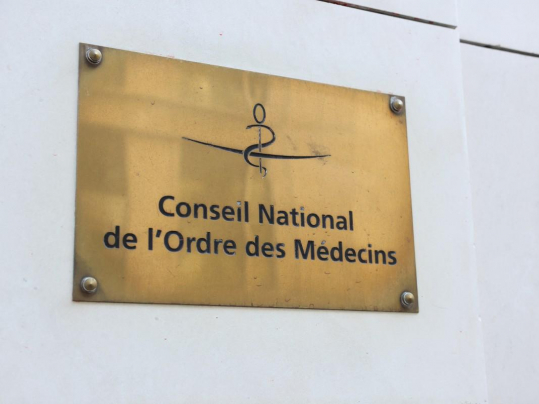 Conseil National
de l'Ordre des Médecins